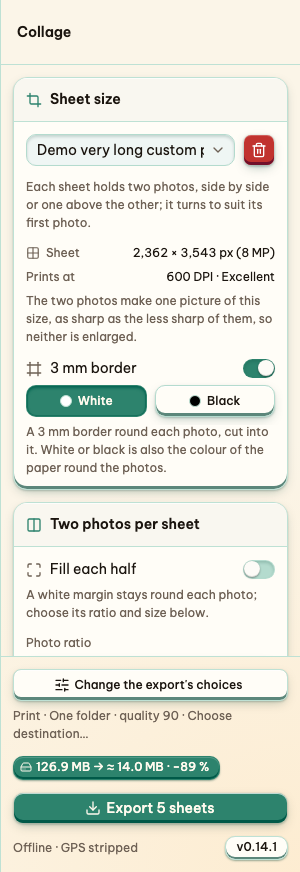 Collage
Sheet size
Demo very long custom p
Each sheet holds two photos, side by side
or one above the other; it turns to suit its
first photo.
Sheet 2,362 × 3,543 px (8 MP)
Prints at 600 DPI · Excellent
The two photos make one picture of this
size, as sharp as the less sharp of them, so
neither is enlarged.
3 mm border
White Black
A 3 mm border round each photo, cut into
it. White or black is also the colour of the
paper round the photos.
Two photos per sheet
Fill each half
A white margin stays round each photo;
choose its ratio and size below.
Photo ratio
Change the export's choices
Print · One folder · quality 90 · Choose
destination…
126.9 MB → ≈ 14.0 MB · −89 %
Export 5 sheets
Offline · GPS stripped v0.14.1